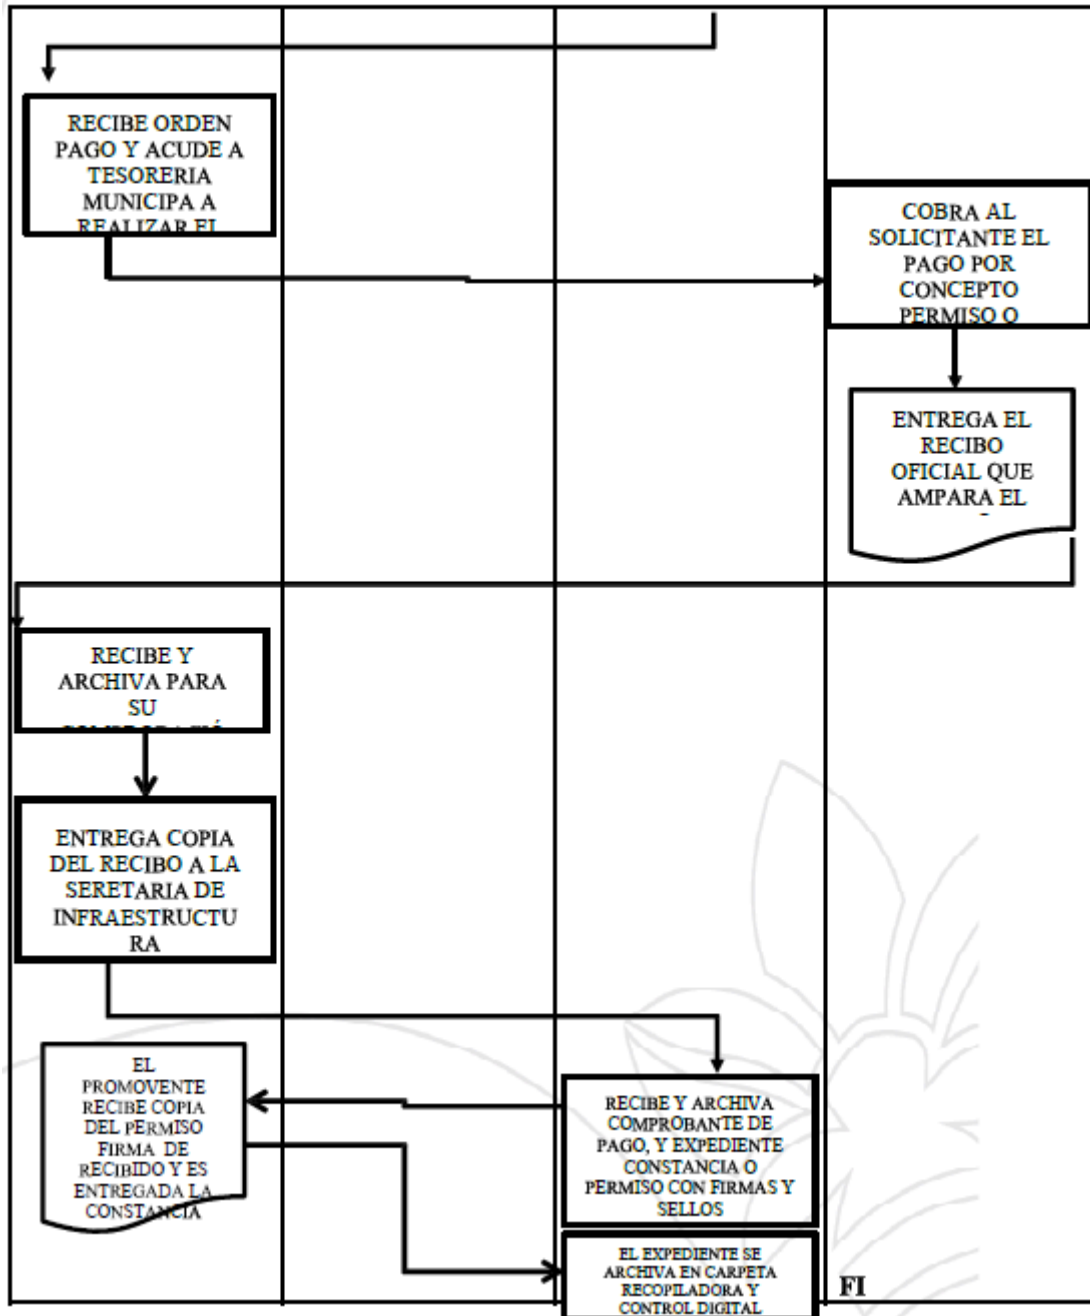 RECIBE ORDEN
PAGO Y ACUDE A
TESORERIA
MUNICIPA A
REALIZAR EL
COBRA AL
SOLICITANTE EL
PAGO POR
CONCEPTO
PERMISO O
ENTREGA EL
RECIBO
OFICIAL QUE
AMPARA EL
RECIBE Y
ARCHIVA PARA
SU
ENTREGA COPIA
DEL RECIBO A LA
SERETARIA DE
INFRAESTRUCTU
RA
EL
PROMOVENTE
RECIBE COPIA
DEL PERMISO
FIRMA DE
RECIBIDO Y ES
ENTREGADA LA
CONSTANCIA
RECIBE Y ARCHIVA
COMPROBANTE DE
PAGO, Y EXPEDIENTE
CONSTANCIA O
PERMISO CON FIRMAS Y
SELLOS
EL EXPEDIENTE SE
ARCHIVA EN CARPETA
RECOPILADORA Y
CONTROL DIGITAL
FI